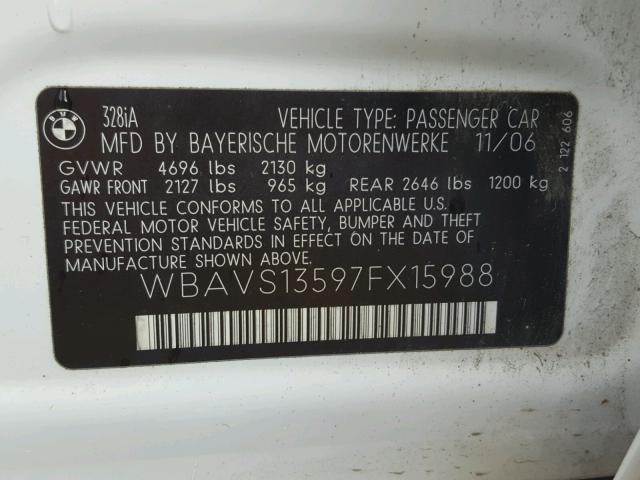 BMW
328iA VEHICLE TYPE: PASSENGER CAR
MFD BY BAYERISCHE MOTORENWERKE 11/06
GVWR 4696 lbs 2130 kg
GAWR FRONT 2127 lbs 965 kg REAR 2646 lbs 1200 kg
THIS VEHICLE CONFORMS TO ALL APPLICABLE U.S.
FEDERAL MOTOR VEHICLE SAFETY, BUMPER AND THEFT
PREVENTION STANDARDS IN EFFECT ON THE DATE OF
MANUFACTURE SHOWN ABOVE.
WBAVS13597FX15988
2 122 606